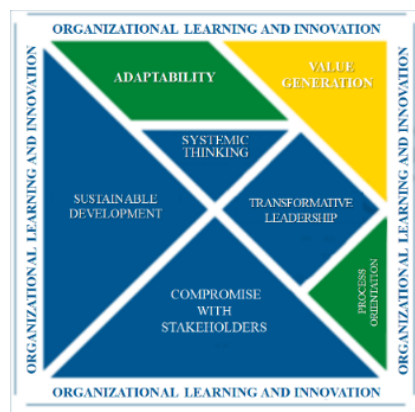 ORGANIZATIONAL LEARNING AND INNOVATION
ORGANIZATIONAL LEARNING AND INNOVATION
ADAPTABILITY
VALUE
GENERATION
SYSTEMIC
THINKING
SUSTAINABLE
DEVELOPMENT
TRANSFORMATIVE
LEADERSHIP
PROCESS
ORIENTATION
COMPROMISE
WITH
STAKEHOLDERS
ORGANIZATIONAL LEARNING AND INNOVATION
ORGANIZATIONAL LEARNING AND INNOVATION